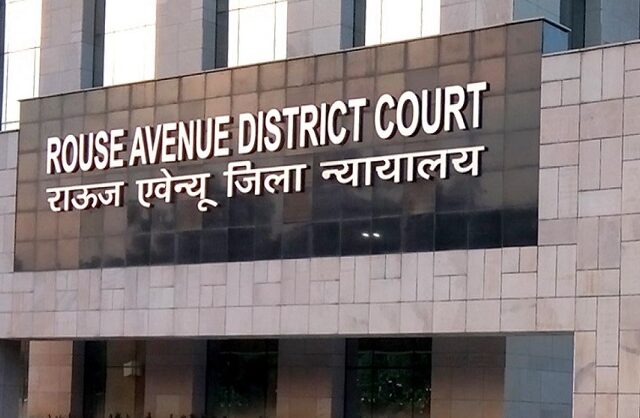 ROUSE AVENUE DISTRICT COURT
राऊज एवेन्यू जिला न्यायालय